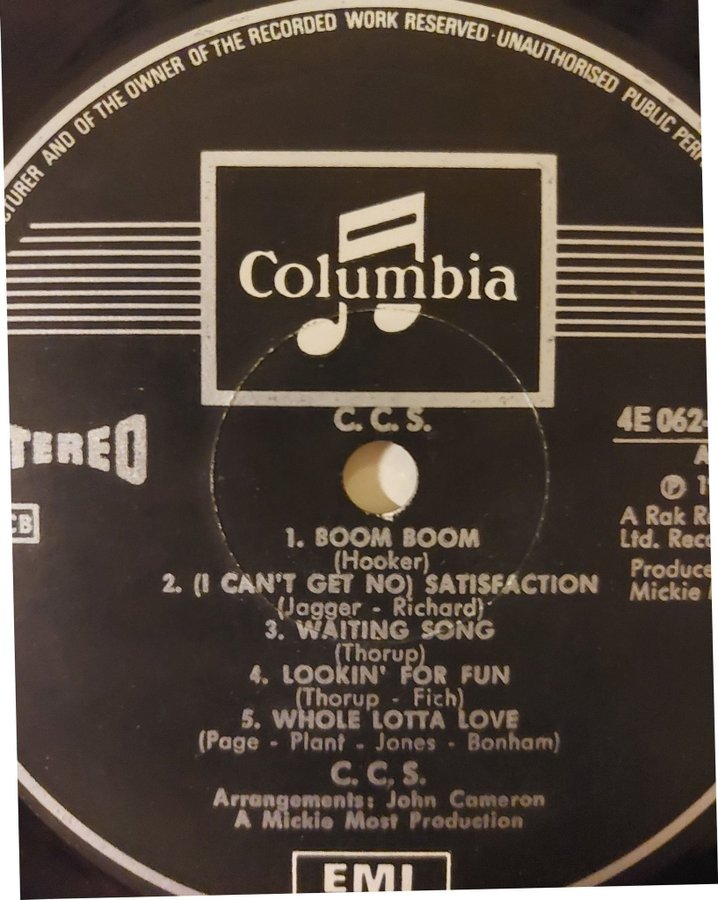 TURER AND OF THE OWNER OF THE RECORDED WORK RESERVED · UNAUTHORISED PUBLIC PERF
Columbia
C. C. S.
TEREO
4E 062-
A
CB
℗ 1
A Rak R
Ltd. Reco
Produce
Mickie
1. BOOM BOOM
(Hooker)
2. (I CAN'T GET NO) SATISFACTION
(Jagger - Richard)
3. WAITING SONG
(Thorup)
4. LOOKIN' FOR FUN
(Thorup - Fich)
5. WHOLE LOTTA LOVE
(Page - Plant - Jones - Bonham)
C. C. S.
Arrangements: John Cameron
A Mickie Most Production
EMI